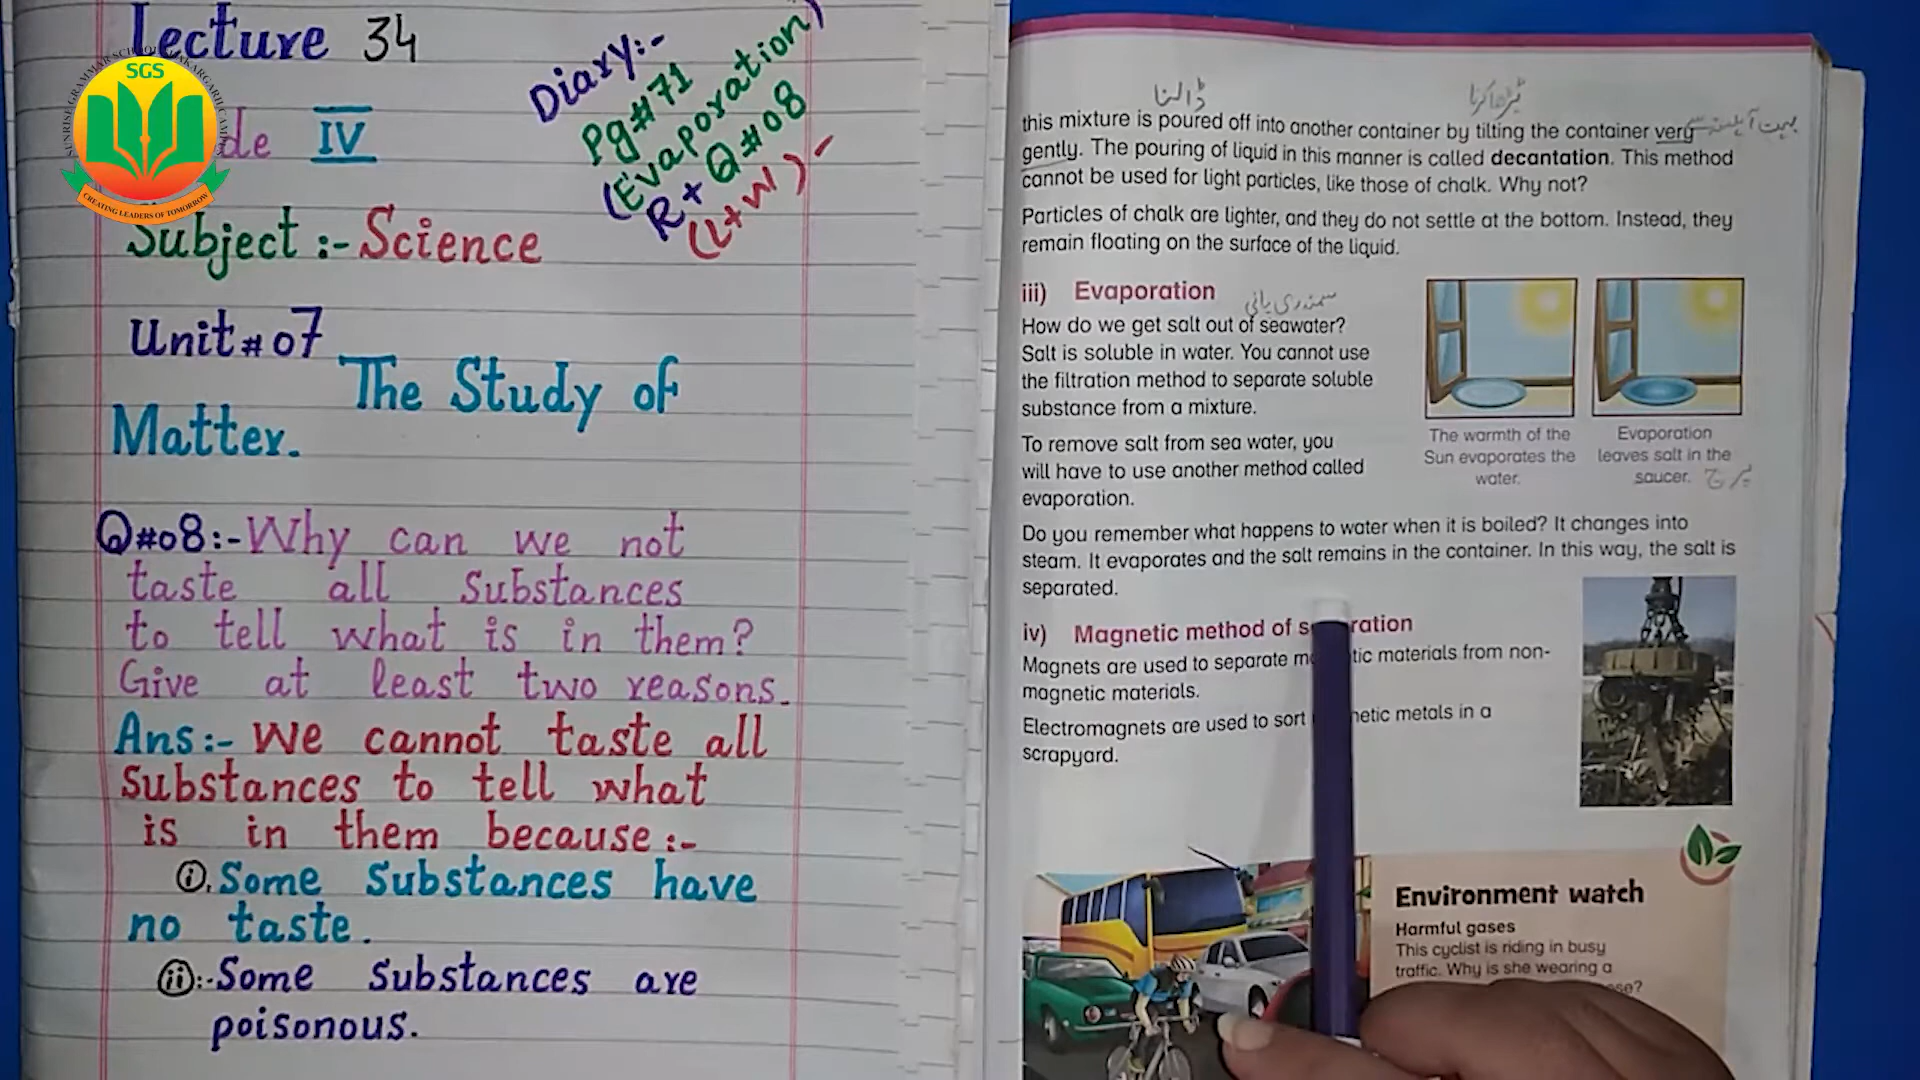 Lecture 34
SUNRISE GRAMMAR SCHOOL
SGS
CREATING LEADERS OF TOMORROW
de IV
Subject :- Science
Unit# 07
The Study of
Matter.
Diary:-
Pg#71
(Evaporation)
R+ Q#08
(L+W)-
Q#08:- Why can we not
taste all substances
to tell what is in them?
Give at least two reasons.
Ans:- We cannot taste all
substances to tell what
is in them because :-
(i). Some substances have
no taste.
(ii):- Some substances are
poisonous.
ڈالنا ٹیڑھا کرنا
this mixture is poured off into another container by tilting the container very
gently. The pouring of liquid in this manner is called decantation. This method
cannot be used for light particles, like those of chalk. Why not?
Particles of chalk are lighter, and they do not settle at the bottom. Instead, they
remain floating on the surface of the liquid.
iii) Evaporation
سمندری پانی
How do we get salt out of seawater?
Salt is soluble in water. You cannot use
the filtration method to separate soluble
substance from a mixture.
To remove salt from sea water, you
will have to use another method called
evaporation.
The warmth of the
Sun evaporates the
water.
Evaporation
leaves salt in the
saucer.
Do you remember what happens to water when it is boiled? It changes into
steam. It evaporates and the salt remains in the container. In this way, the salt is
separated.
iv) Magnetic method of s ration
Magnets are used to separate m tic materials from non-
magnetic materials.
Electromagnets are used to sort netic metals in a
scrapyard.
Environment watch
Harmful gases
This cyclist is riding in busy
traffic. Why is she wearing a
ose?